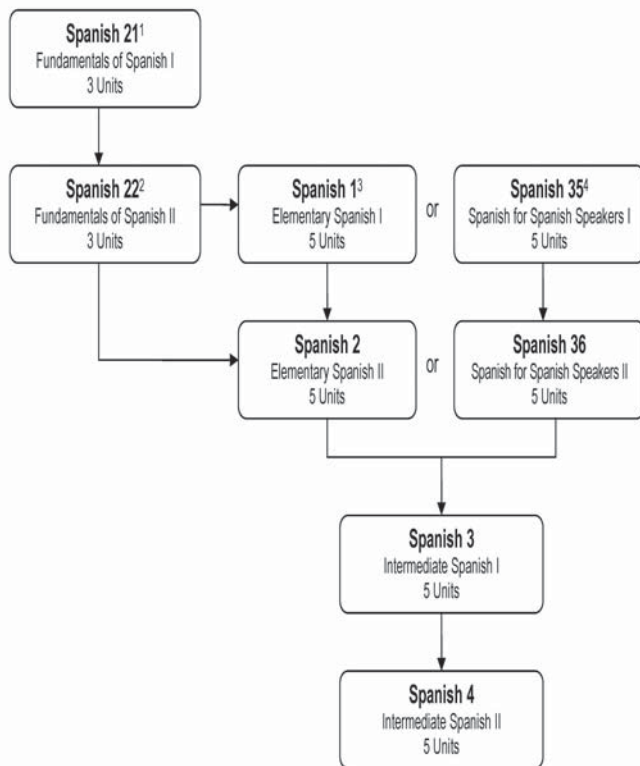 Spanish 21¹
Fundamentals of Spanish I
3 Units
Spanish 22²
Fundamentals of Spanish II
3 Units
Spanish 1³
Elementary Spanish I
5 Units
or
Spanish 35⁴
Spanish for Spanish Speakers I
5 Units
Spanish 2
Elementary Spanish II
5 Units
or
Spanish 36
Spanish for Spanish Speakers II
5 Units
Spanish 3
Intermediate Spanish I
5 Units
Spanish 4
Intermediate Spanish II
5 Units